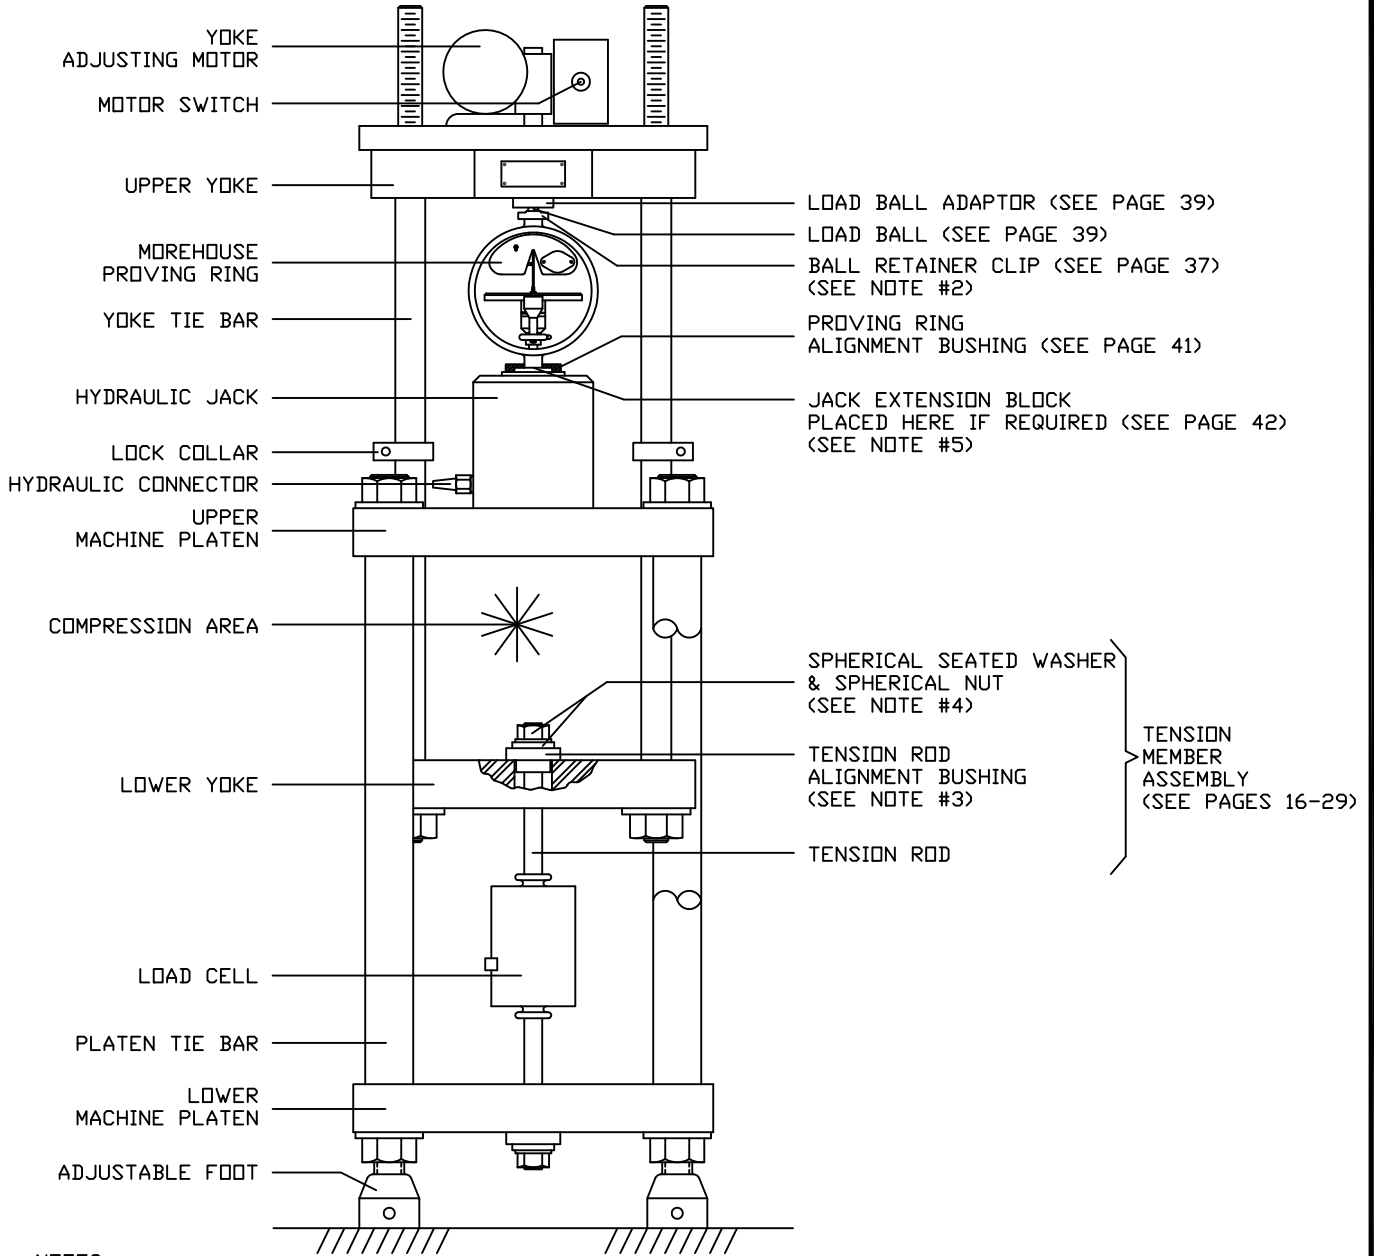 YOKE
ADJUSTING MOTOR
MOTOR SWITCH
UPPER YOKE
MOREHOUSE
PROVING RING
YOKE TIE BAR
HYDRAULIC JACK
LOCK COLLAR
HYDRAULIC CONNECTOR
UPPER
MACHINE PLATEN
COMPRESSION AREA
LOWER YOKE
LOAD CELL
PLATEN TIE BAR
LOWER
MACHINE PLATEN
ADJUSTABLE FOOT
LOAD BALL ADAPTOR (SEE PAGE 39)
LOAD BALL (SEE PAGE 39)
BALL RETAINER CLIP (SEE PAGE 37)
(SEE NOTE #2)
PROVING RING
ALIGNMENT BUSHING (SEE PAGE 41)
JACK EXTENSION BLOCK
PLACED HERE IF REQUIRED (SEE PAGE 42)
(SEE NOTE #5)
SPHERICAL SEATED WASHER
& SPHERICAL NUT
(SEE NOTE #4)
TENSION ROD
ALIGNMENT BUSHING
(SEE NOTE #3)
TENSION ROD
TENSION
MEMBER
ASSEMBLY
(SEE PAGES 16-29)